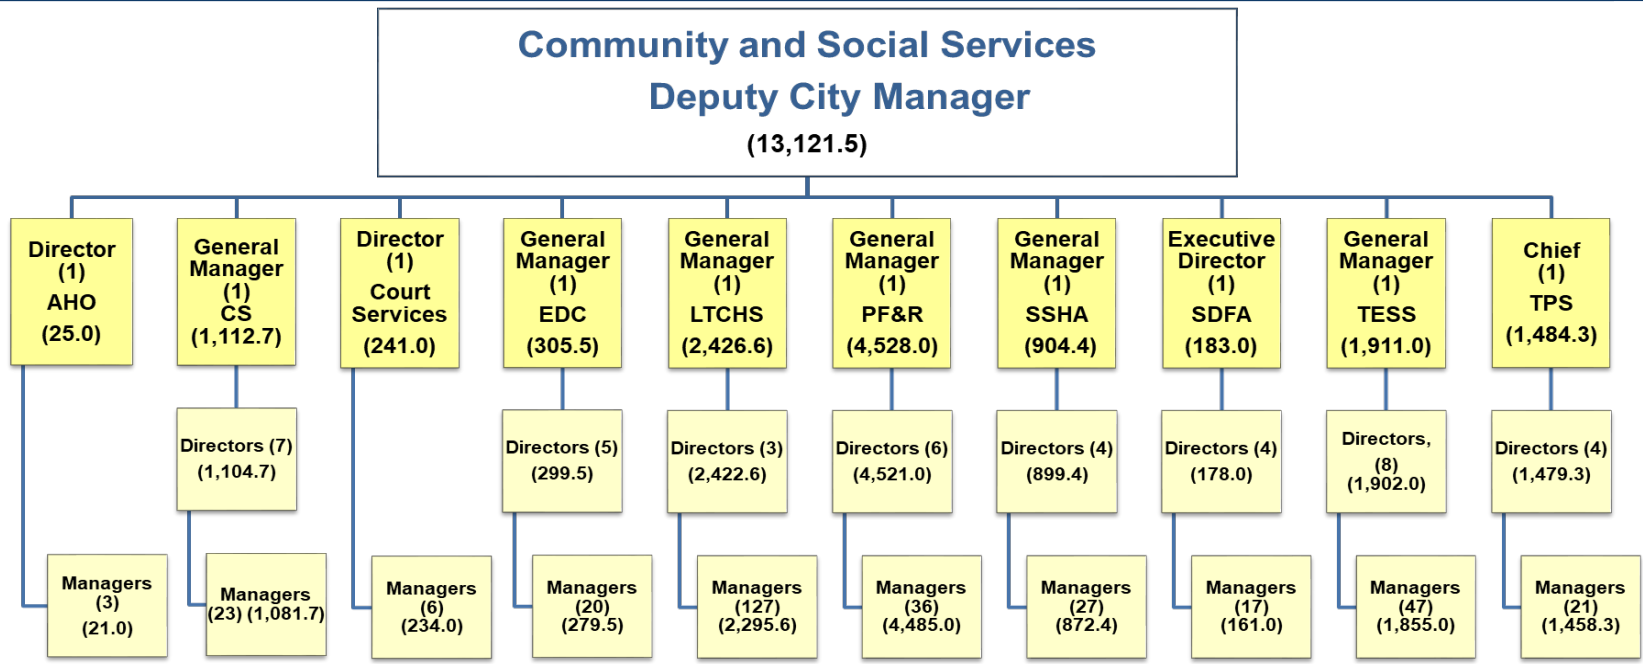 Community and Social Services
Deputy City Manager
(13,121.5)
Director
(1)
AHO
(25.0)
General
Manager
(1)
CS
(1,112.7)
Director
(1)
Court
Services
(241.0)
General
Manager
(1)
EDC
(305.5)
General
Manager
(1)
LTCHS
(2,426.6)
General
Manager
(1)
PF&R
(4,528.0)
General
Manager
(1)
SSHA
(904.4)
Executive
Director
(1)
SDFA
(183.0)
General
Manager
(1)
TESS
(1,911.0)
Chief
(1)
TPS
(1,484.3)
Directors (7)
(1,104.7)
Directors (5)
(299.5)
Directors (3)
(2,422.6)
Directors (6)
(4,521.0)
Directors (4)
(899.4)
Directors (4)
(178.0)
Directors,
(8)
(1,902.0)
Directors (4)
(1,479.3)
Managers
(3)
(21.0)
Managers
(23) (1,081.7)
Managers
(6)
(234.0)
Managers
(20)
(279.5)
Managers
(127)
(2,295.6)
Managers
(36)
(4,485.0)
Managers
(27)
(872.4)
Managers
(17)
(161.0)
Managers
(47)
(1,855.0)
Managers
(21)
(1,458.3)